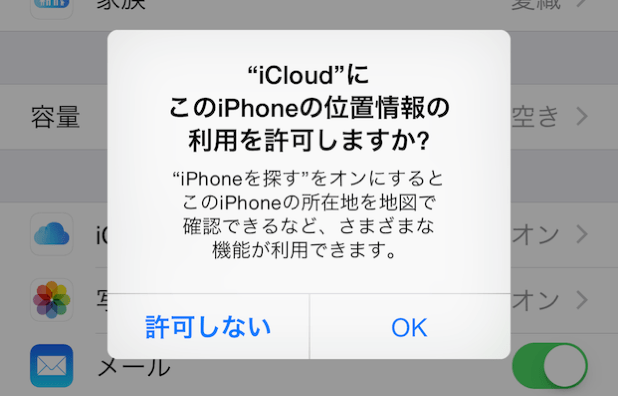 家族
“iCloud”に
このiPhoneの位置情報の
利用を許可しますか?
容量
空き
“iPhoneを探す”をオンにすると
このiPhoneの所在地を地図で
確認できるなど、さまざまな
機能が利用できます。
オン
オン
許可しない
OK
メール